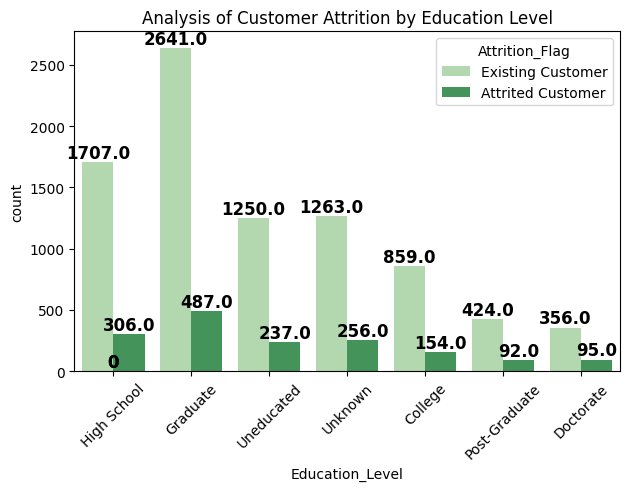 Analysis of Customer Attrition by Education Level
Attrition_Flag
Existing Customer
Attrited Customer
count
2500
2000
1500
1000
500
0
1707.0
306.0
0
2641.0
487.0
1250.0
237.0
1263.0
256.0
859.0
154.0
424.0
92.0
356.0
95.0
High School
Graduate
Uneducated
Unknown
College
Post-Graduate
Doctorate
Education_Level